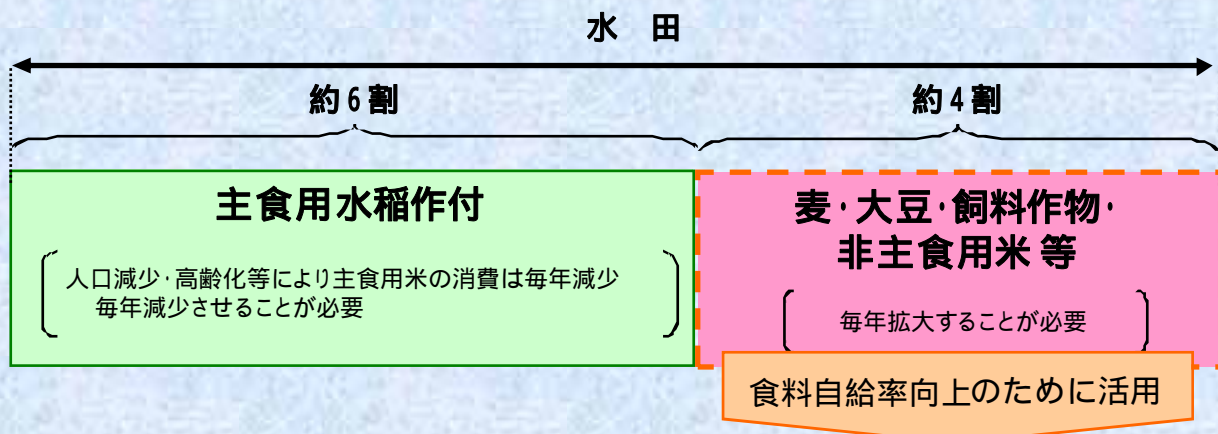 水 田
約6割
約4割
主食用水稲作付
人口減少・高齢化等により主食用米の消費は毎年減少
毎年減少させることが必要
麦・大豆・飼料作物・
非主食用米 等
毎年拡大することが必要
食料自給率向上のために活用